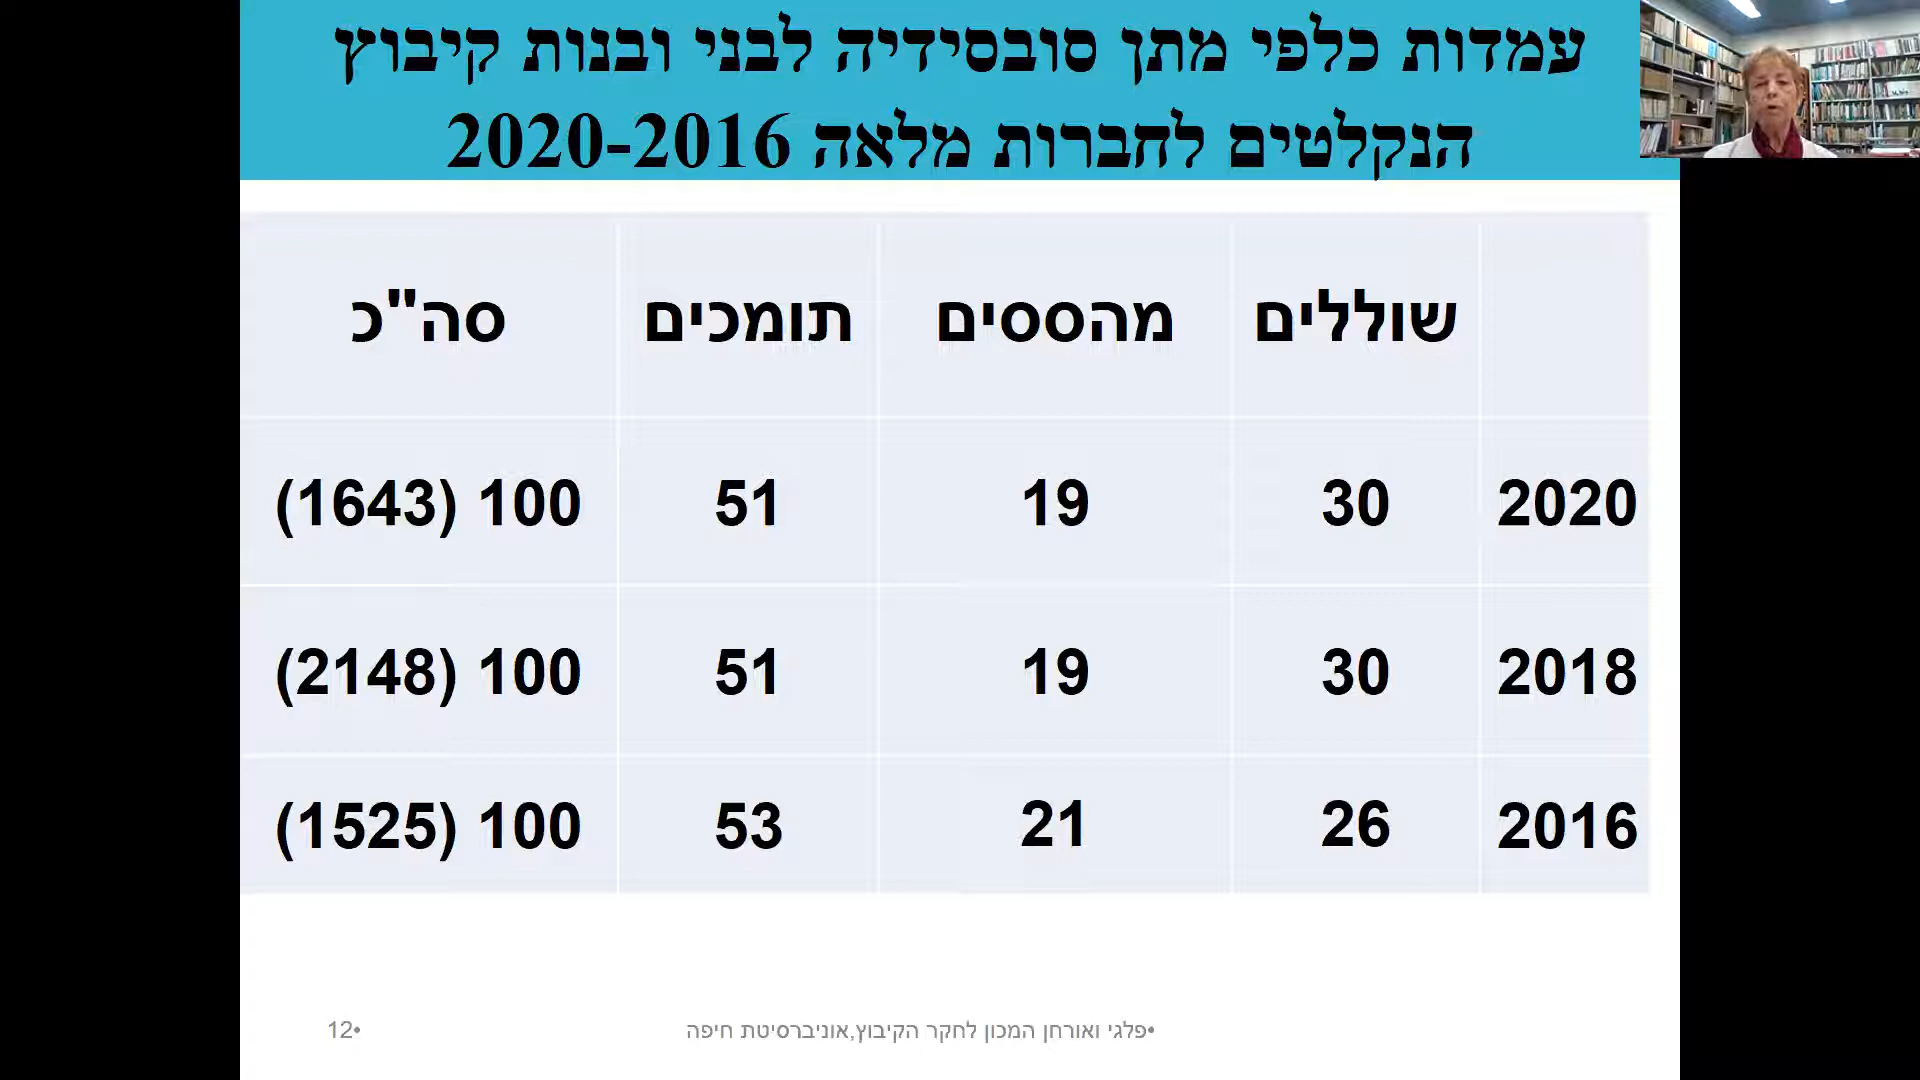 עמדות כלפי מתן סובסידיה לבני ובנות קיבוץ
הנקלטים לחברות מלאה 2020-2016
שוללים מהססים תומכים סה"כ
2020 30 19 51 100 (1643)
2018 30 19 51 100 (2148)
2016 26 21 53 100 (1525)
•פלגי ואורחן המכון לחקר הקיבוץ,אוניברסיטת חיפה
•12